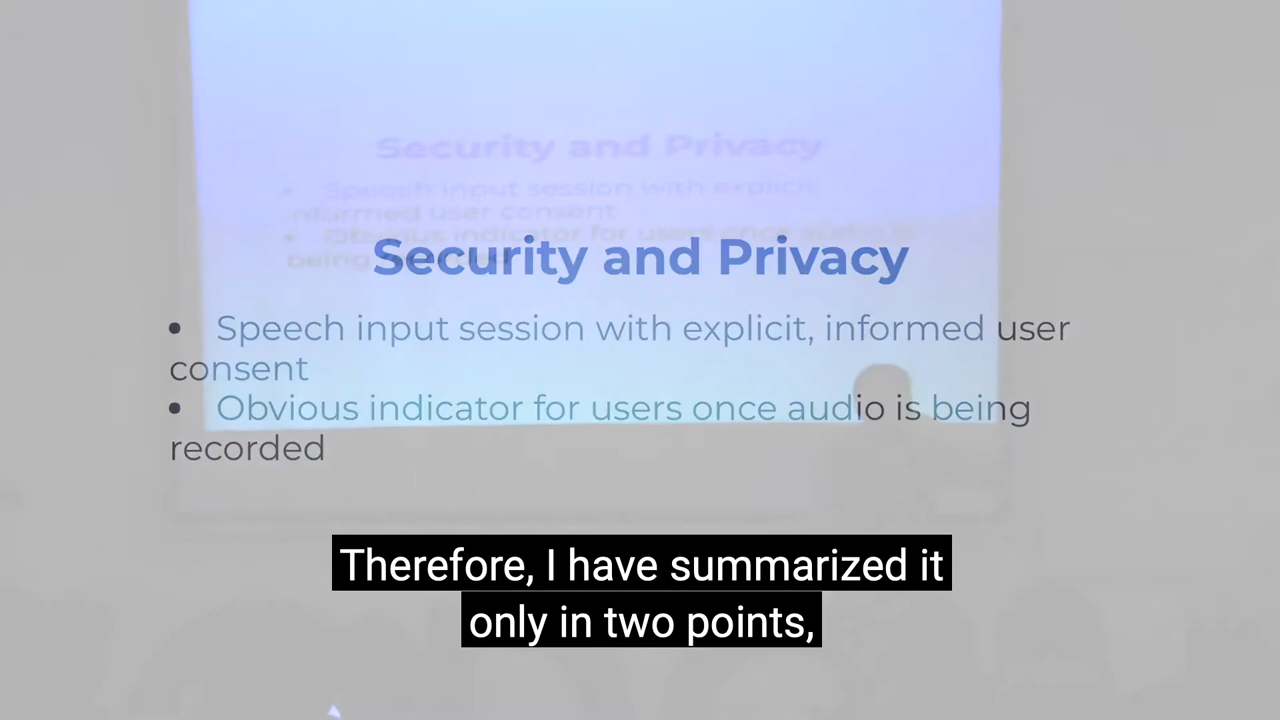 Security and Privacy
• Speech input session with explicit
informed user consent
• Obvious indicator for users once audio is
being recorded
Security and Privacy
• Speech input session with explicit, informed user
consent
• Obvious indicator for users once audio is being
recorded
Therefore, I have summarized it
only in two points,